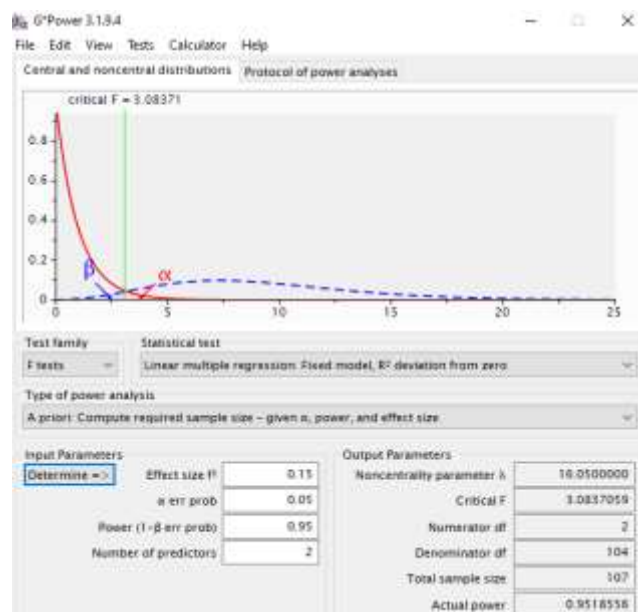 G*Power 3.1.9.4
File Edit View Tests Calculator Help
Central and noncentral distributions Protocol of power analyses
critical F = 3.08371
0.8
0.6
0.4
0.2
0
β
α
0 5 10 15 20 25
Test family Statistical test
F tests Linear multiple regression: Fixed model, R² deviation from zero
Type of power analysis
A priori: Compute required sample size – given α, power, and effect size
Input Parameters Output Parameters
Determine => Effect size f² 0.15 Noncentrality parameter λ 16.0500000
α err prob 0.05 Critical F 3.0837059
Power (1-β err prob) 0.95 Numerator df 2
Number of predictors 2 Denominator df 104
Total sample size 107
Actual power 0.9518556